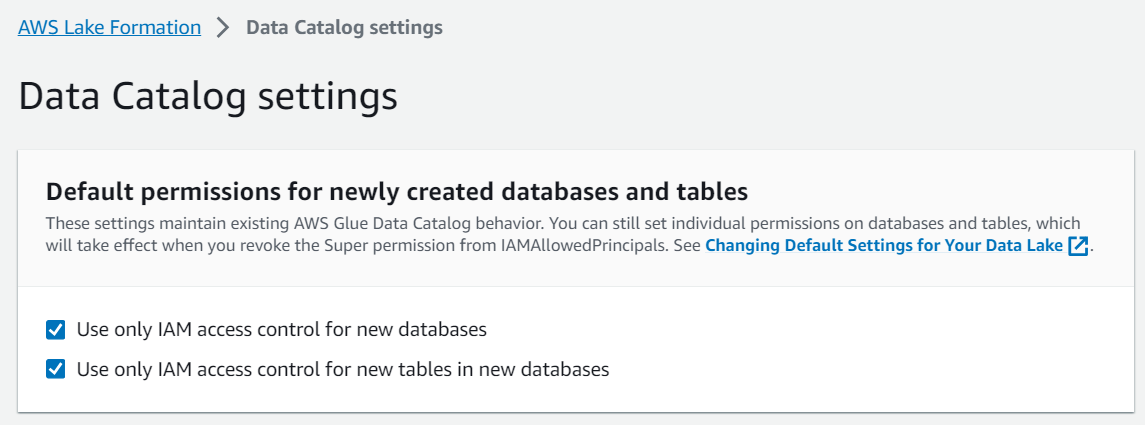 AWS Lake Formation > Data Catalog settings
Data Catalog settings
Default permissions for newly created databases and tables
These settings maintain existing AWS Glue Data Catalog behavior. You can still set individual permissions on databases and tables, which
will take effect when you revoke the Super permission from IAMAllowedPrincipals. See Changing Default Settings for Your Data Lake.
Use only IAM access control for new databases
Use only IAM access control for new tables in new databases